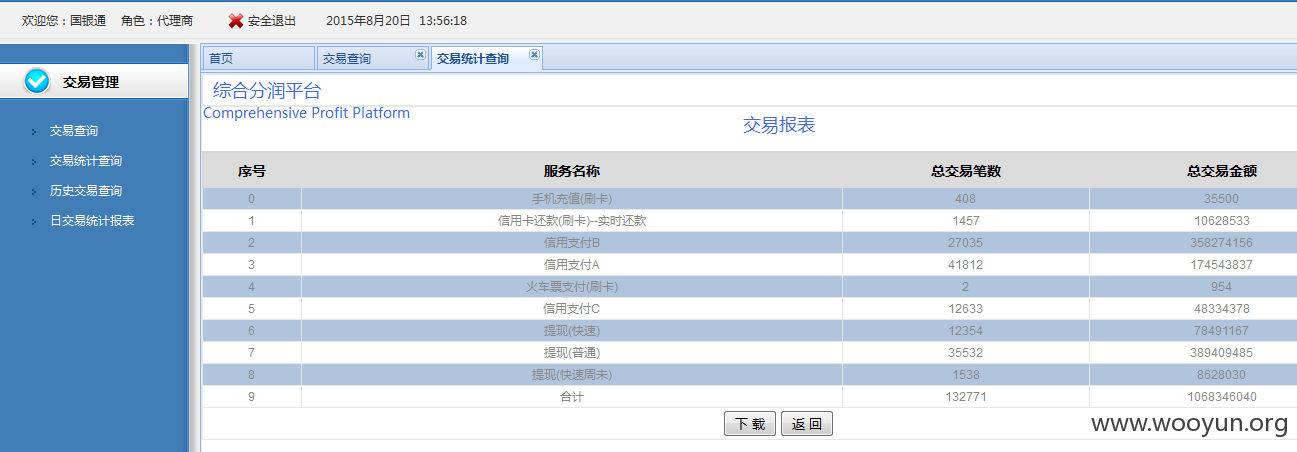 欢迎您：国银通 角色：代理商 安全退出 2015年8月20日 13:56:18
首页 交易查询 交易统计查询
交易管理
交易查询
交易统计查询
历史交易查询
日交易统计报表
综合分润平台
Comprehensive Profit Platform
交易报表
序号 服务名称 总交易笔数 总交易金额
0 手机充值(刷卡) 408 35500
1 信用卡还款(刷卡)--实时还款 1457 10628533
2 信用支付B 27035 358274156
3 信用支付A 41812 174543837
4 火车票支付(刷卡) 2 954
5 信用支付C 12633 48334378
6 提现(快速) 12354 78491167
7 提现(普通) 35532 389409485
8 提现(快速周末) 1538 8628030
9 合计 132771 1068346040
下 载 返 回
www.wooyun.org